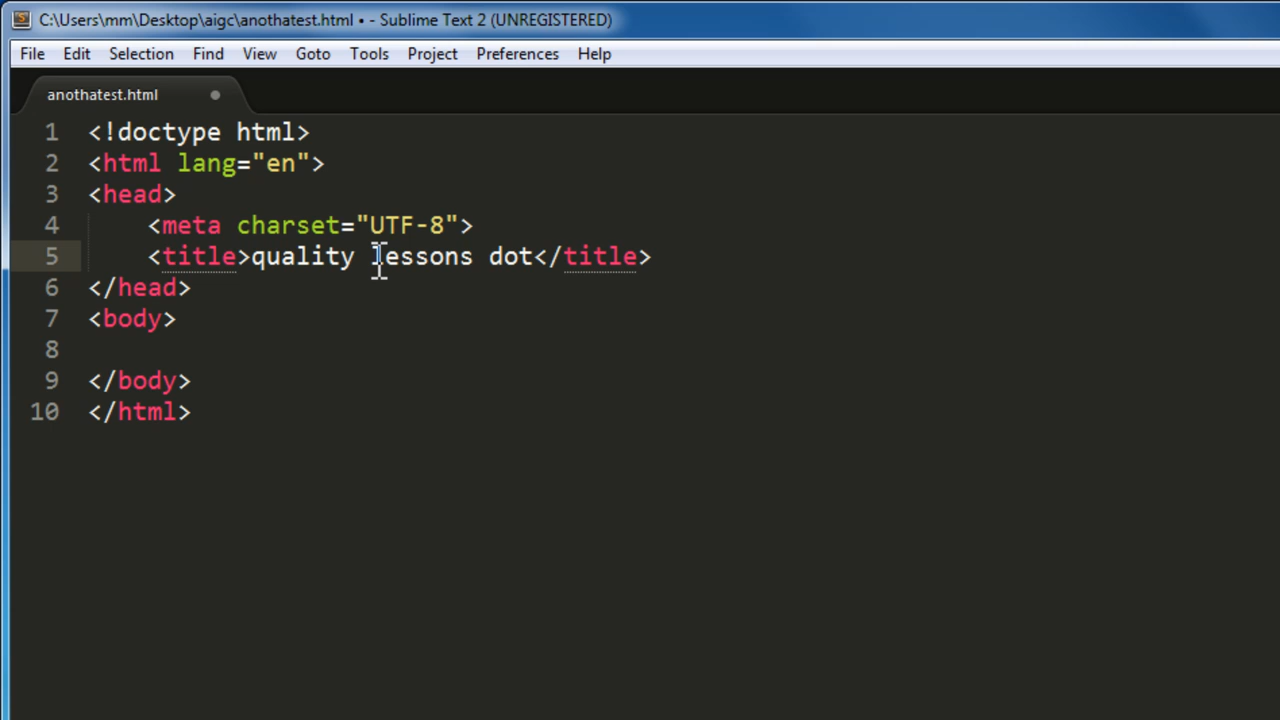 C:\Users\mm\Desktop\aigc\anothatest.html • - Sublime Text 2 (UNREGISTERED)
File Edit Selection Find View Goto Tools Project Preferences Help
anothatest.html
1 <!doctype html>
2 <html lang="en">
3 <head>
4     <meta charset="UTF-8">
5     <title>quality lessons dot</title>
6 </head>
7 <body>
8
9 </body>
10 </html>